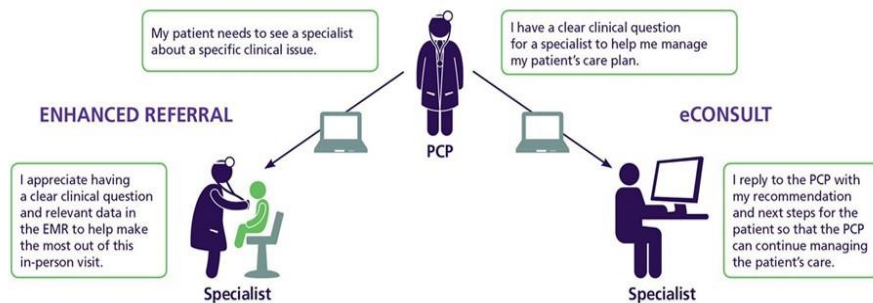 My patient needs to see a specialist
about a specific clinical issue.
I have a clear clinical question
for a specialist to help me manage
my patient's care plan.
ENHANCED REFERRAL
eCONSULT
PCP
I appreciate having
a clear clinical question
and relevant data in
the EMR to help make
the most out of this
in-person visit.
I reply to the PCP with
my recommendation
and next steps for the
patient so that the PCP
can continue managing
the patient's care.
Specialist
Specialist